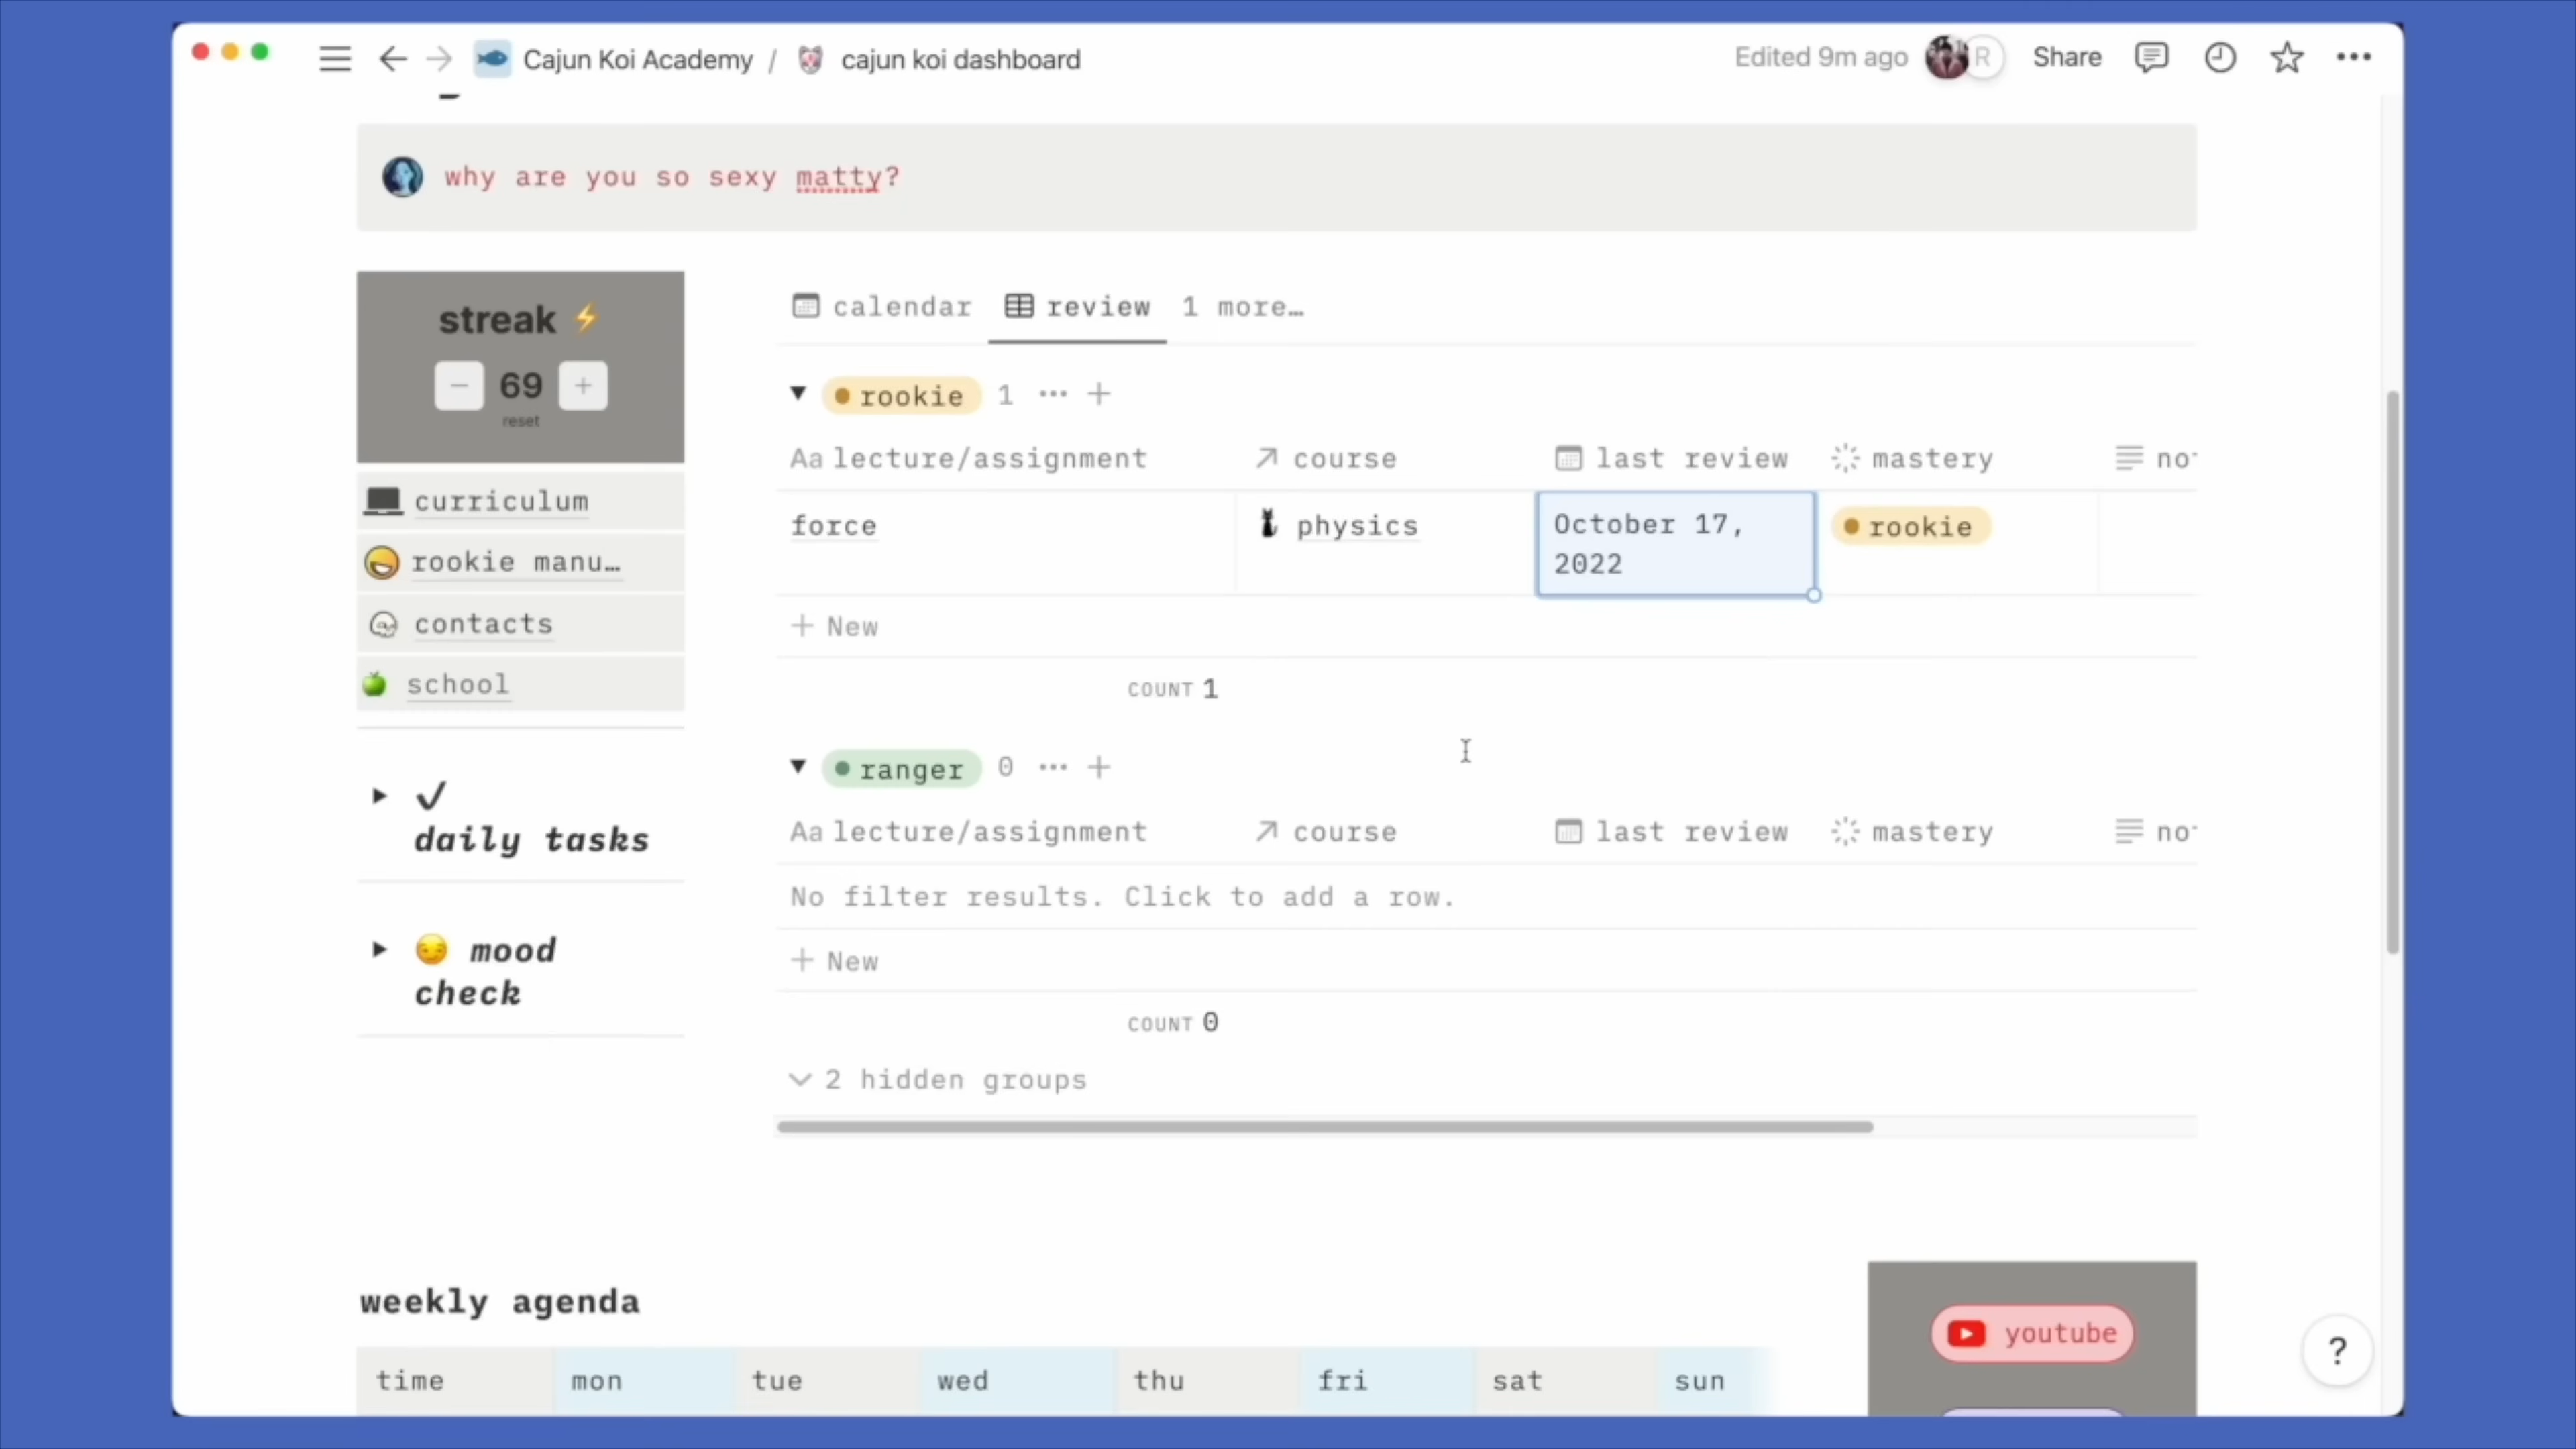 Cajun Koi Academy / cajun koi dashboard
Edited 9m ago R Share
why are you so sexy matty?
streak
69
reset
curriculum
rookie manu…
contacts
school
daily tasks
mood
check
calendar review 1 more…
rookie 1
Aa lecture/assignment course last review mastery no
force physics October 17, rookie
2022
+ New
COUNT 1
ranger 0
Aa lecture/assignment course last review mastery no
No filter results. Click to add a row.
+ New
COUNT 0
2 hidden groups
weekly agenda
time mon tue wed thu fri sat sun
youtube
?